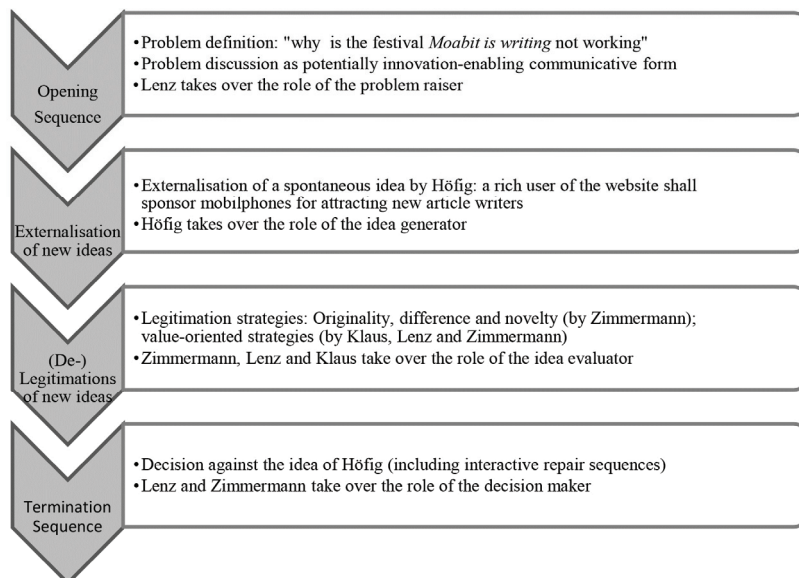 Opening
Sequence
•Problem definition: "why is the festival Moabit is writing not working"
•Problem discussion as potentially innovation-enabling communicative form
•Lenz takes over the role of the problem raiser
Externalisation
of new ideas
•Externalisation of a spontaneous idea by Höfig: a rich user of the website shall
sponsor mobilphones for attracting new article writers
•Höfig takes over the role of the idea generator
(De-)
Legitimations
of new ideas
•Legitimation strategies: Originality, difference and novelty (by Zimmermann);
value-oriented strategies (by Klaus, Lenz and Zimmermann)
•Zimmermann, Lenz and Klaus take over the role of the idea evaluator
Termination
Sequence
•Decision against the idea of Höfig (including interactive repair sequences)
•Lenz and Zimmermann take over the role of the decision maker